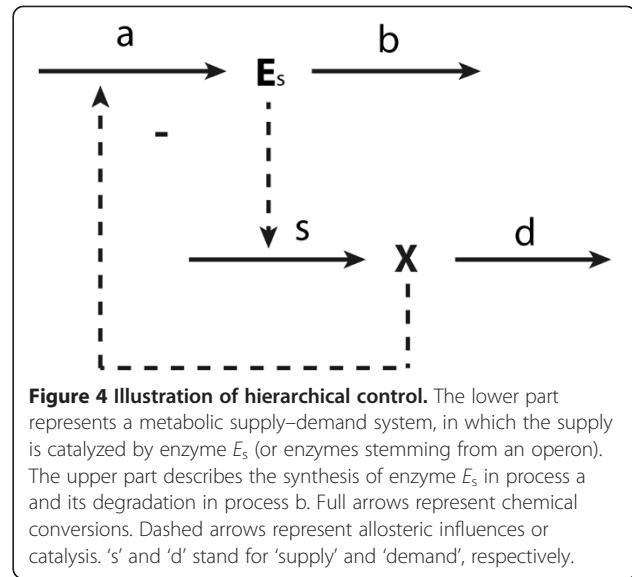 a
b
Es
-
s
d
X
Figure 4 Illustration of hierarchical control. The lower part
represents a metabolic supply–demand system, in which the supply
is catalyzed by enzyme Es (or enzymes stemming from an operon).
The upper part describes the synthesis of enzyme Es in process a
and its degradation in process b. Full arrows represent chemical
conversions. Dashed arrows represent allosteric influences or
catalysis. ‘s’ and ‘d’ stand for ‘supply’ and ‘demand’, respectively.